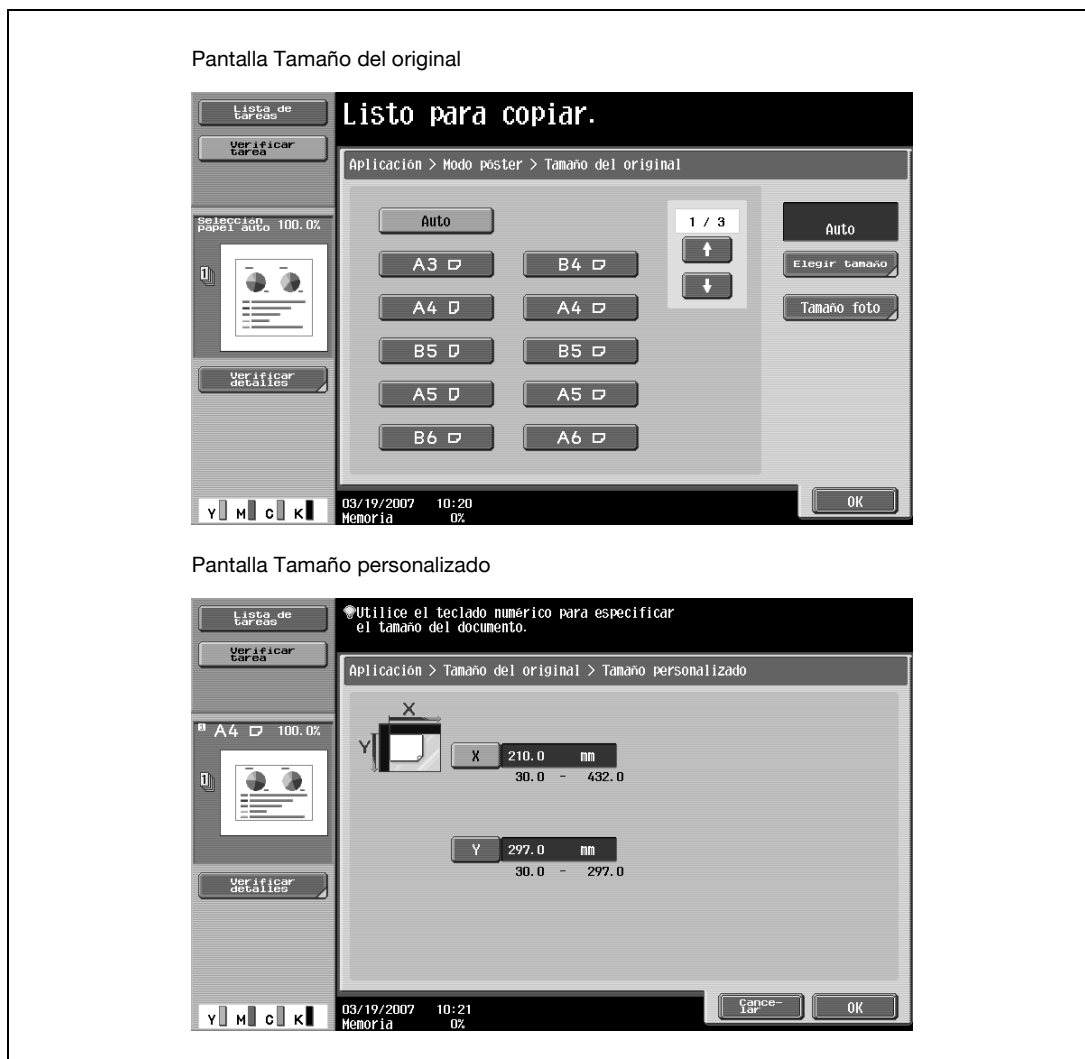 Pantalla Tamaño del original
Lista de
tareas
Listo para copiar.
Verificar
tarea
Aplicación > Modo póster > Tamaño del original
Selección
papel auto 100.0%
Auto
1 / 3
Auto
A3
B4
Elegir tamaño
1
A4
A4
Tamaño foto
B5
B5
Verificar
detalles
A5
A5
B6
A6
03/19/2007 10:20
OK
Y M C K
Memoria 0%
Pantalla Tamaño personalizado
Lista de
tareas
Utilice el teclado numérico para especificar
el tamaño del documento.
Verificar
tarea
Aplicación > Tamaño del original > Tamaño personalizado
X
A4 100.0%
Y
X 210.0 mm
30.0 - 432.0
1
Y 297.0 mm
30.0 - 297.0
Verificar
detalles
03/19/2007 10:21
Cance-
lar
OK
Y M C K
Memoria 0%